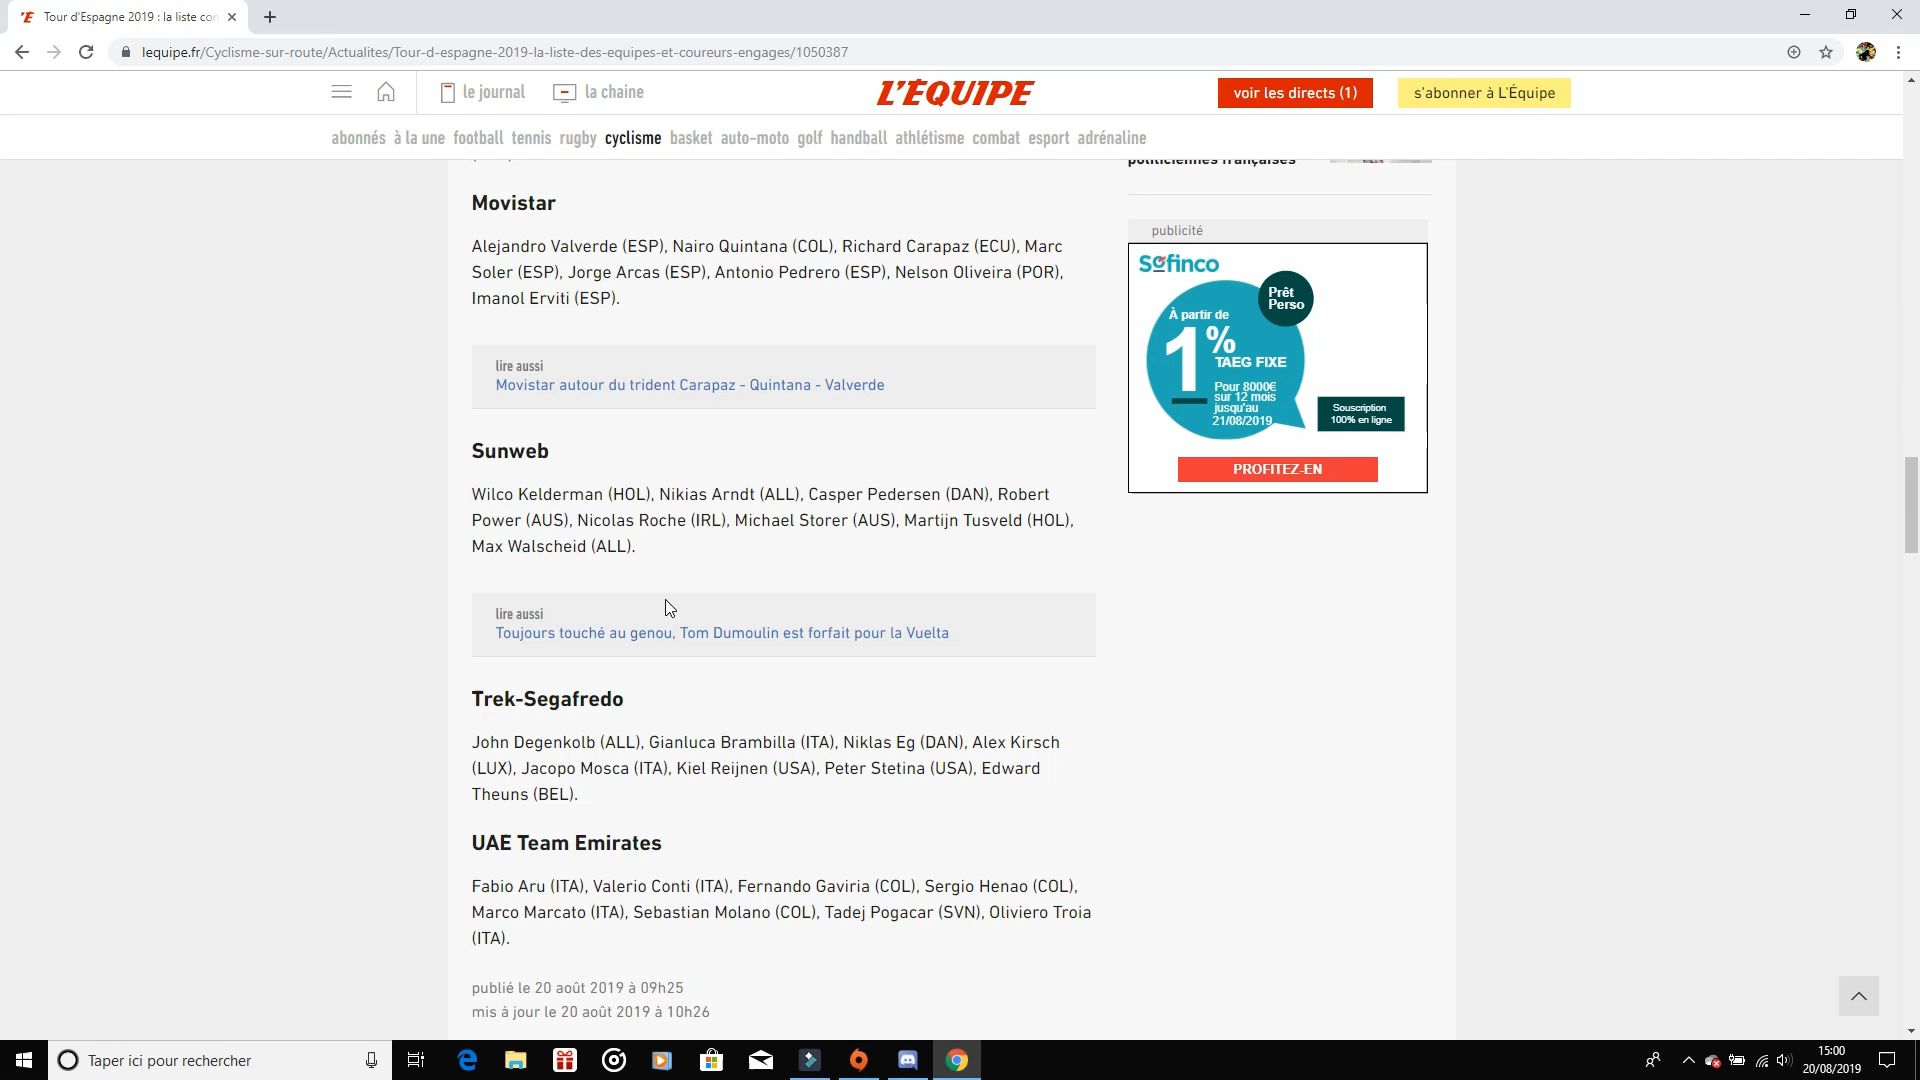 Tour d'Espagne 2019 : la liste con
lequipe.fr/Cyclisme-sur-route/Actualites/Tour-d-espagne-2019-la-liste-des-equipes-et-coureurs-engages/1050387
le journal
la chaine
L'ÉQUIPE
voir les directs (1)
s'abonner à L'Équipe
abonnés à la une football tennis rugby cyclisme basket auto-moto golf handball athlétisme combat esport adrénaline
politiciennes françaises
Movistar
Alejandro Valverde (ESP), Nairo Quintana (COL), Richard Carapaz (ECU), Marc
Soler (ESP), Jorge Arcas (ESP), Antonio Pedrero (ESP), Nelson Oliveira (POR),
Imanol Erviti (ESP).
lire aussi
Movistar autour du trident Carapaz - Quintana - Valverde
Sunweb
Wilco Kelderman (HOL), Nikias Arndt (ALL), Casper Pedersen (DAN), Robert
Power (AUS), Nicolas Roche (IRL), Michael Storer (AUS), Martijn Tusveld (HOL),
Max Walscheid (ALL).
lire aussi
Toujours touché au genou, Tom Dumoulin est forfait pour la Vuelta
Trek-Segafredo
John Degenkolb (ALL), Gianluca Brambilla (ITA), Niklas Eg (DAN), Alex Kirsch
(LUX), Jacopo Mosca (ITA), Kiel Reijnen (USA), Peter Stetina (USA), Edward
Theuns (BEL).
UAE Team Emirates
Fabio Aru (ITA), Valerio Conti (ITA), Fernando Gaviria (COL), Sergio Henao (COL),
Marco Marcato (ITA), Sebastian Molano (COL), Tadej Pogacar (SVN), Oliviero Troia
(ITA).
publié le 20 août 2019 à 09h25
mis à jour le 20 août 2019 à 10h26
publicité
Sofinco
Prêt
Perso
À partir de
1%
TAEG FIXE
Pour 8000€
sur 12 mois
jusqu'au
21/08/2019
Souscription
100% en ligne
PROFITEZ-EN
Taper ici pour rechercher
15:00
20/08/2019